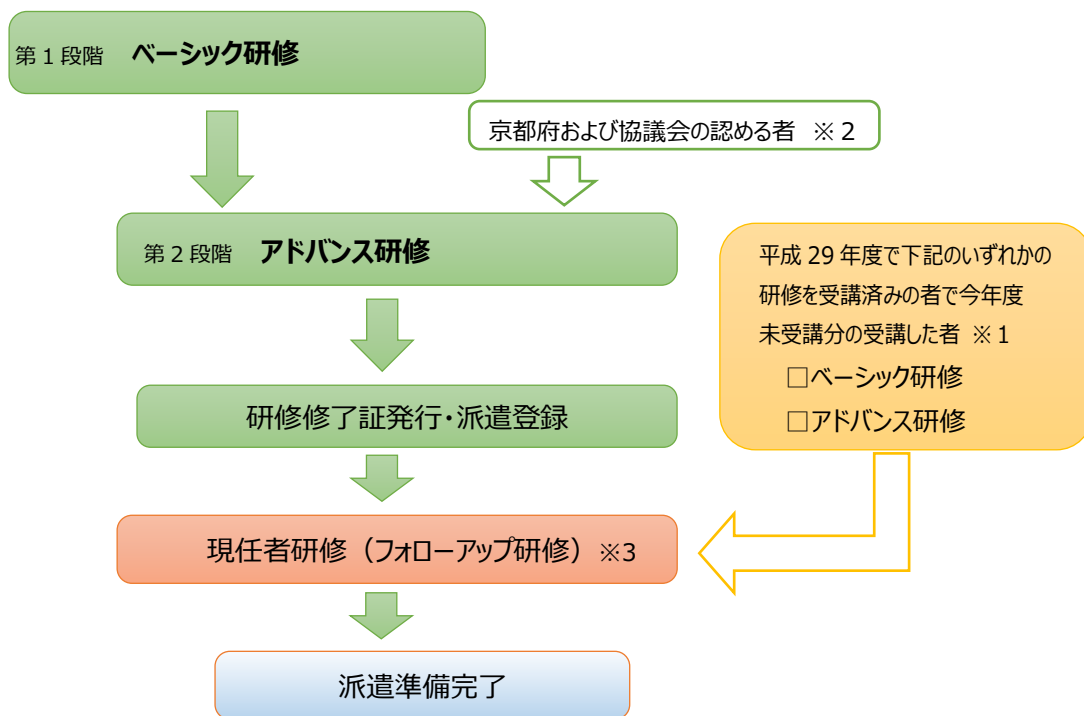 第1段階 ベーシック研修
京都府および協議会の認める者 ※2
第2段階 アドバンス研修
平成 29 年度で下記のいずれかの
研修を受講済みの者で今年度
未受講分の受講した者 ※1
□ベーシック研修
□アドバンス研修
研修修了証発行・派遣登録
現任者研修（フォローアップ研修）※3
派遣準備完了